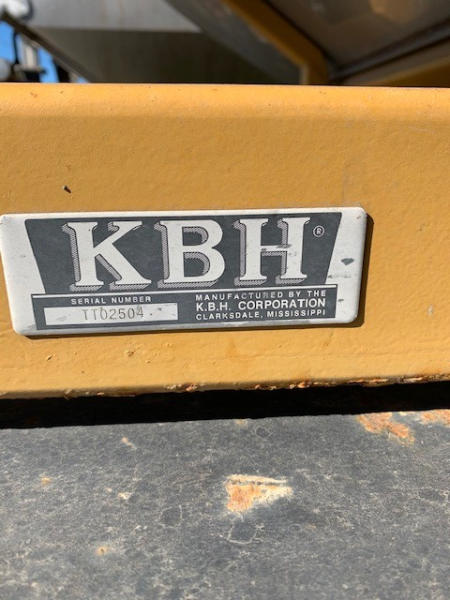 KBH®
SERIAL NUMBER
TT02504
MANUFACTURED BY THE
K.B.H. CORPORATION
CLARKSDALE, MISSISSIPPI